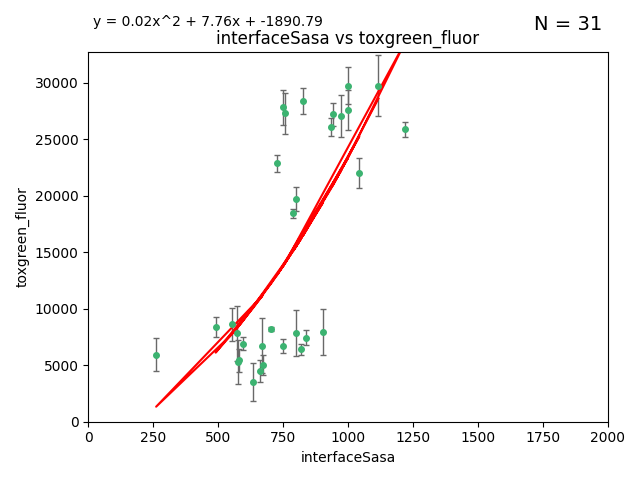 y = 0.02x^2 + 7.76x + -1890.79
N = 31
interfaceSasa vs toxgreen_fluor
30000
25000
20000
15000
10000
5000
0
toxgreen_fluor
0 250 500 750 1000 1250 1500 1750 2000
interfaceSasa